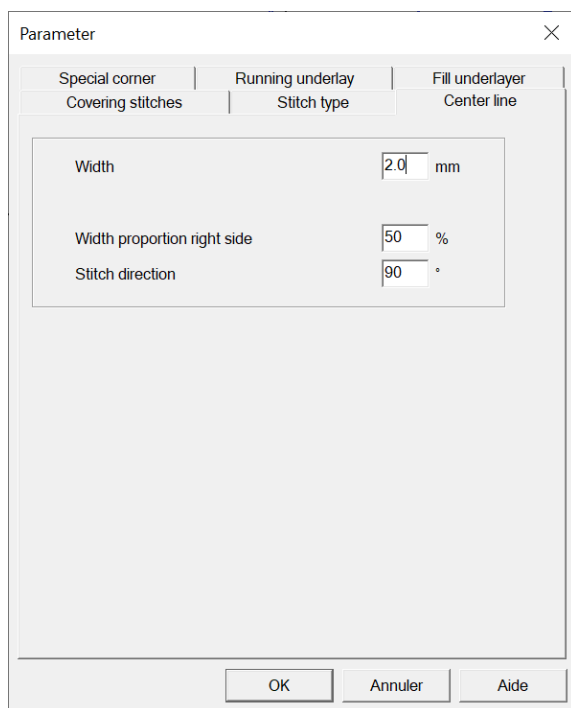 Parameter
Special corner Running underlay Fill underlayer
Covering stitches Stitch type Center line
Width 2.0 mm
Width proportion right side 50 %
Stitch direction 90 °
OK Annuler Aide